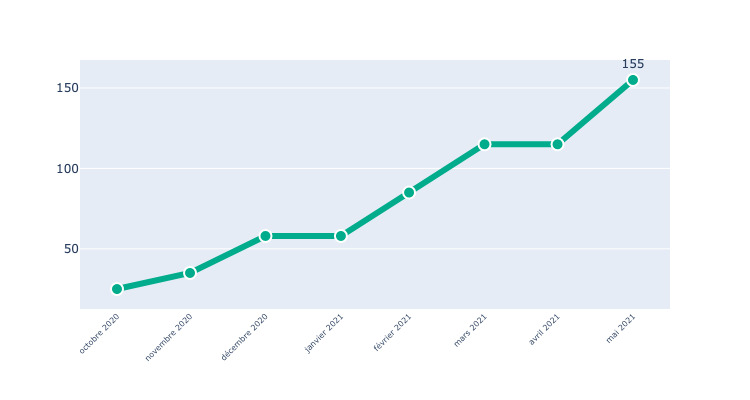 155
150
100
50
octobre 2020
novembre 2020
décembre 2020
janvier 2021
février 2021
mars 2021
avril 2021
mai 2021